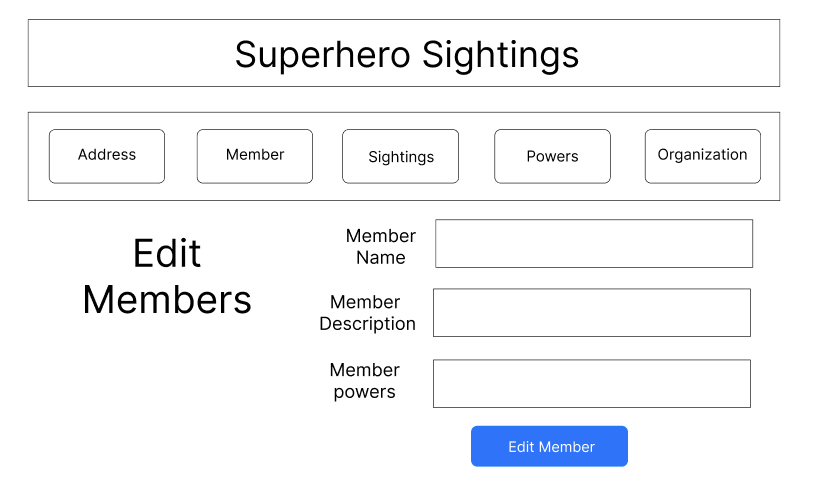 Superhero Sightings
Address Member Sightings Powers Organization
Edit
Members
Member
Name
Member
Description
Member
powers
Edit Member